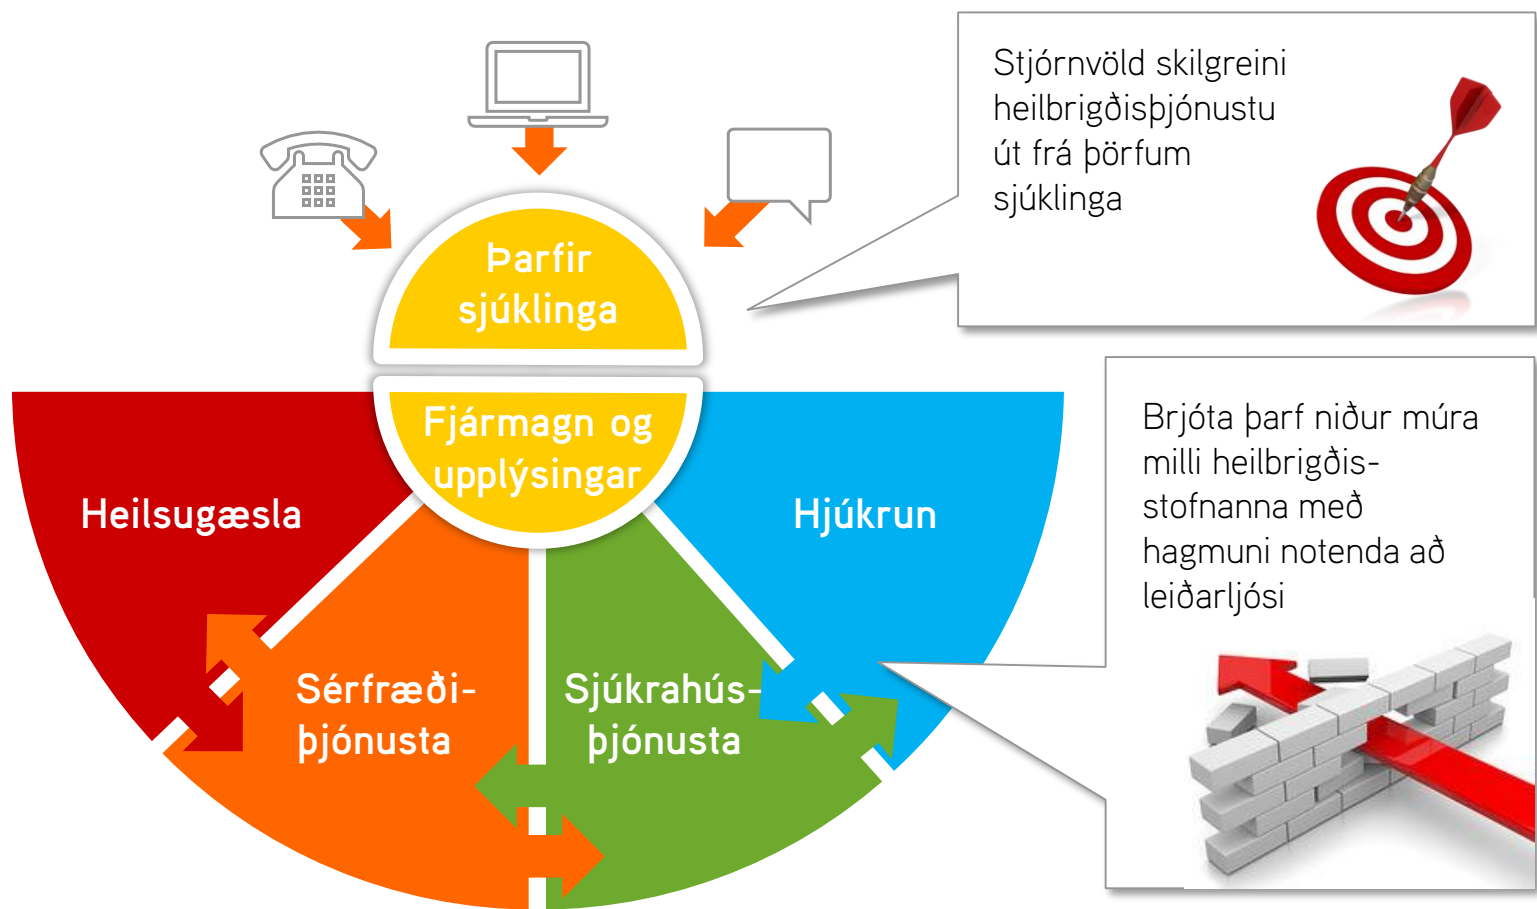 Stjórnvöld skilgreini
heilbrigðisþjónustu
út frá þörfum
sjúklinga
Þarfir
sjúklinga
Fjármagn og
upplýsingar
Heilsugæsla
Hjúkrun
Sérfræði-
þjónusta
Sjúkrahús-
þjónusta
Brjóta þarf niður múra
milli heilbrigðis-
stofnanna með
hagmuni notenda að
leiðarljósi